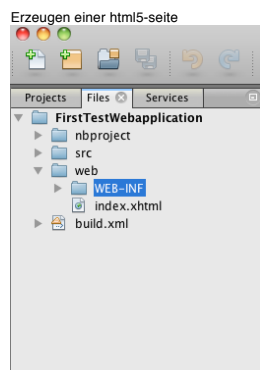 Erzeugen einer html5-seite
Projects Files Services
FirstTestWebapplication
nbproject
src
web
WEB-INF
index.xhtml
build.xml